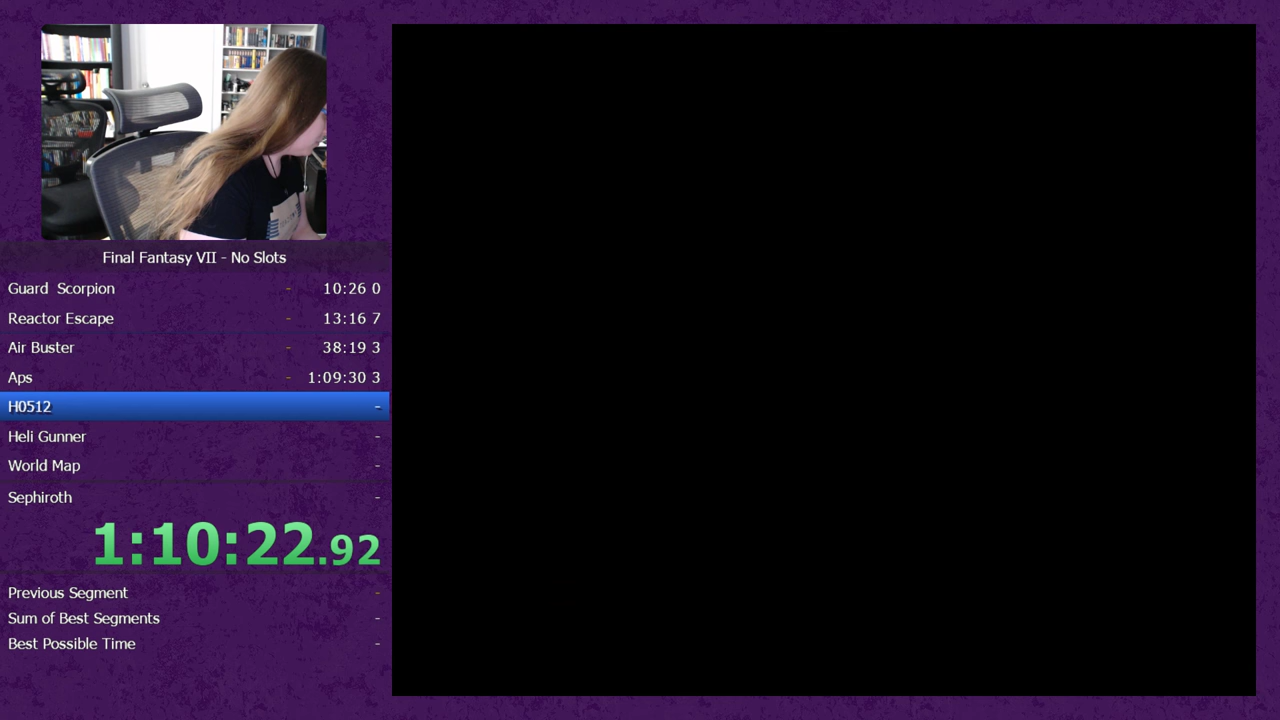 Final Fantasy VII - No Slots
Guard Scorpion - 10:26 0
Reactor Escape - 13:16 7
Air Buster - 38:19 3
Aps - 1:09:30 3
H0512 -
Heli Gunner -
World Map -
Sephiroth -
1:10:22.92
Previous Segment -
Sum of Best Segments -
Best Possible Time -